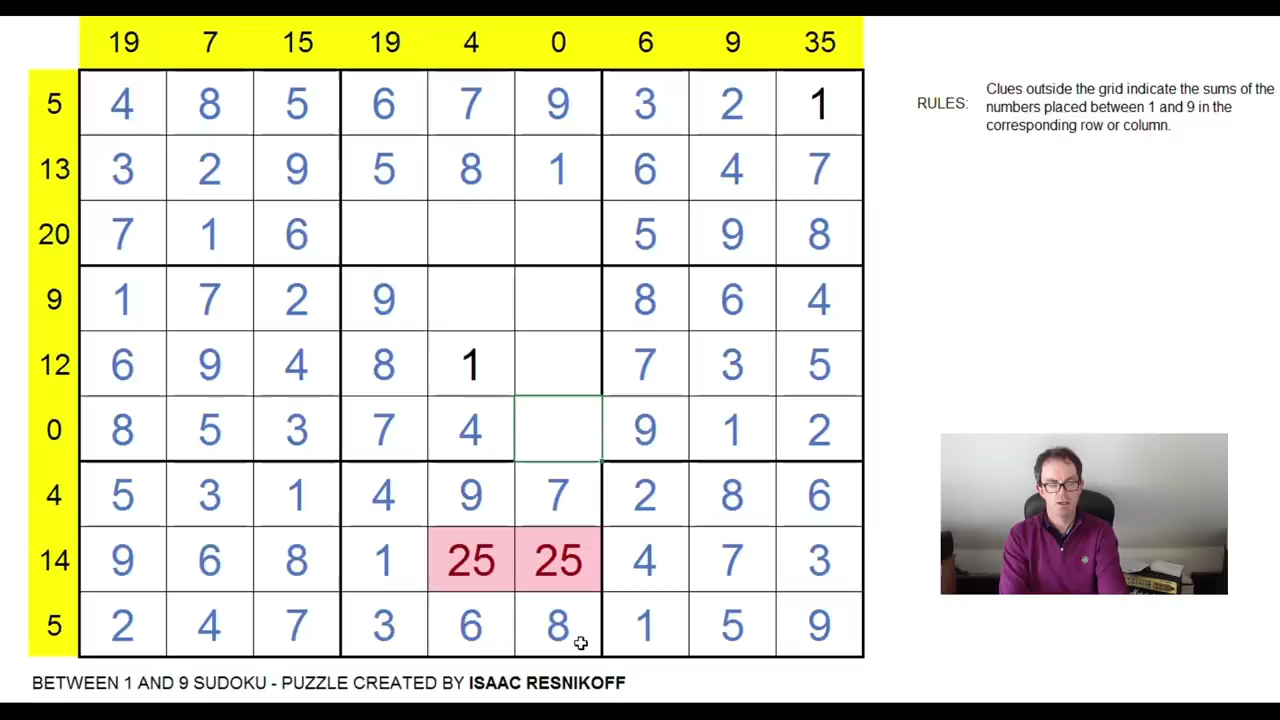 19 7 15 19 4 0 6 9 35
5 4 8 5 6 7 9 3 2 1
13 3 2 9 5 8 1 6 4 7
20 7 1 6 5 9 8
9 1 7 2 9 8 6 4
12 6 9 4 8 1 7 3 5
0 8 5 3 7 4 9 1 2
4 5 3 1 4 9 7 2 8 6
14 9 6 8 1 25 25 4 7 3
5 2 4 7 3 6 8 1 5 9
RULES:
Clues outside the grid indicate the sums of the
numbers placed between 1 and 9 in the
corresponding row or column.
BETWEEN 1 AND 9 SUDOKU - PUZZLE CREATED BY ISAAC RESNIKOFF